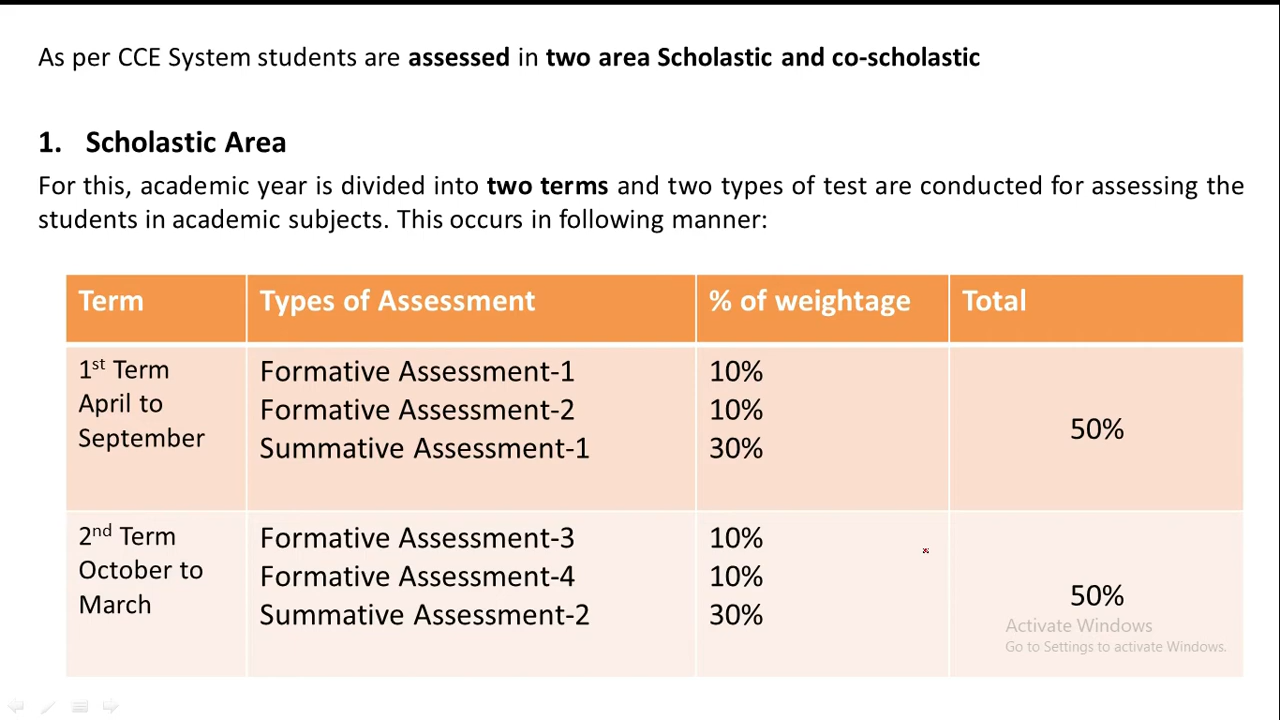 As per CCE System students are assessed in two area Scholastic and co-scholastic
1. Scholastic Area
For this, academic year is divided into two terms and two types of test are conducted for assessing the
students in academic subjects. This occurs in following manner:
Term Types of Assessment % of weightage Total
1st Term Formative Assessment-1 10%
April to Formative Assessment-2 10% 50%
September Summative Assessment-1 30%
2nd Term Formative Assessment-3 10%
October to Formative Assessment-4 10% 50%
March Summative Assessment-2 30%
Activate Windows
Go to Settings to activate Windows.